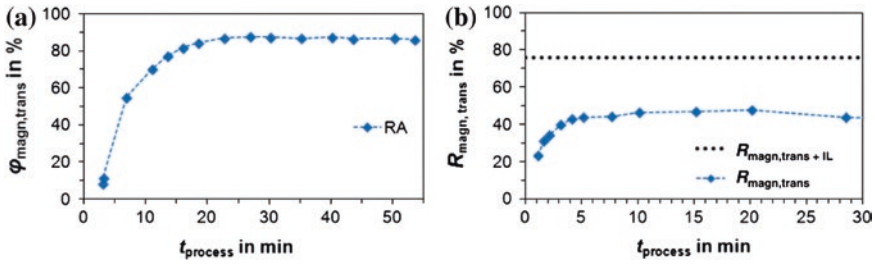 (a)
φmagn,trans in %
100
80
60
40
20
0
RA
0 10 20 30 40 50
tprocess in min
(b)
Rmagn,trans in %
100
80
60
40
20
0
Rmagn,trans + IL
Rmagn,trans
0 5 10 15 20 25 30
tprocess in min